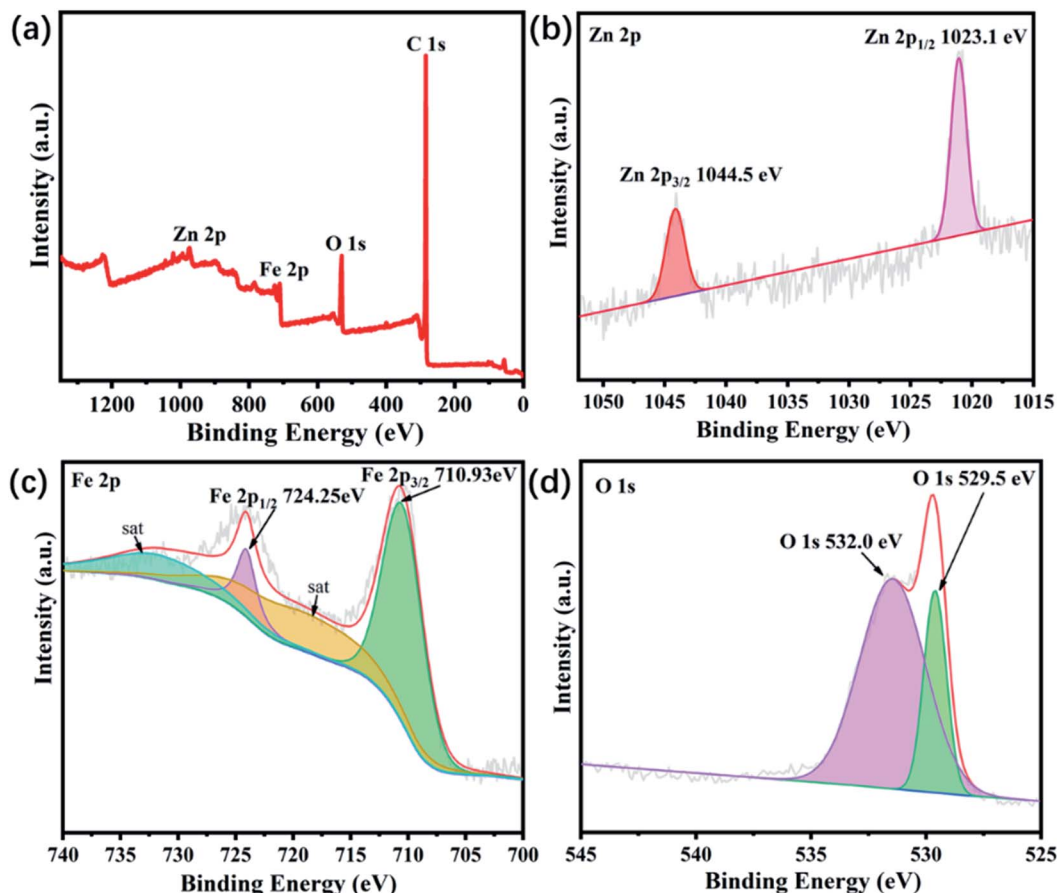 (a)
C 1s
Zn 2p
Fe 2p
O 1s
Intensity (a.u.)
1200 1000 800 600 400 200 0
Binding Energy (eV)
(b)
Zn 2p
Zn 2p1/2 1023.1 eV
Zn 2p3/2 1044.5 eV
Intensity (a.u.)
1050 1045 1040 1035 1030 1025 1020 1015
Binding Energy (eV)
(c)
Fe 2p
Fe 2p3/2 710.93eV
Fe 2p1/2 724.25eV
sat
sat
Intensity (a.u.)
740 735 730 725 720 715 710 705 700
Binding Energy (eV)
(d)
O 1s
O 1s 529.5 eV
O 1s 532.0 eV
Intensity (a.u.)
545 540 535 530 525
Binding Energy (eV)